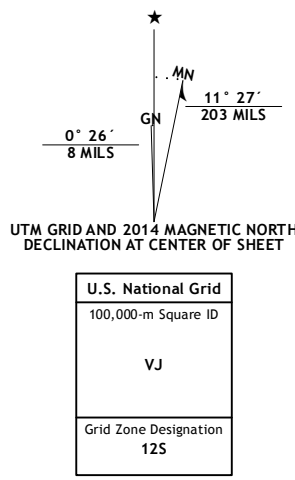 ★
MN
GN
11° 27´
203 MILS
0° 26´
8 MILS
UTM GRID AND 2014 MAGNETIC NORTH
DECLINATION AT CENTER OF SHEET
U.S. National Grid
100,000-m Square ID
VJ
Grid Zone Designation
12S